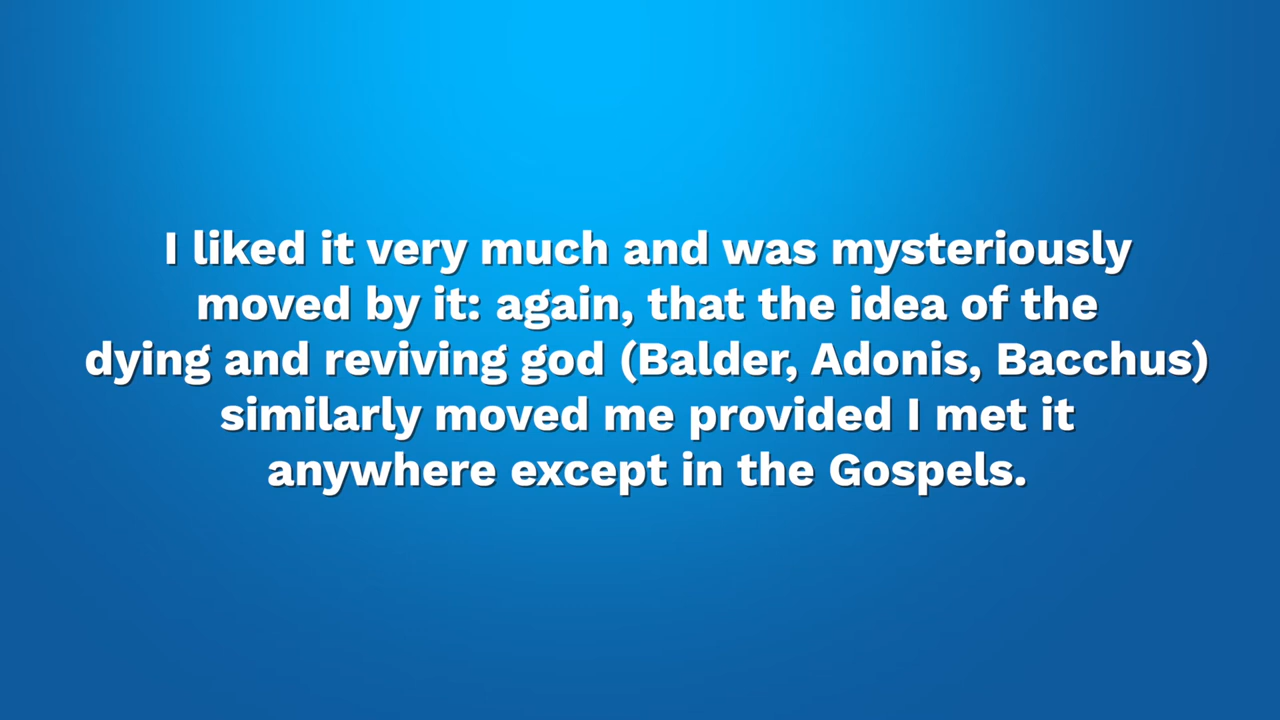 I liked it very much and was mysteriously
moved by it: again, that the idea of the
dying and reviving god (Balder, Adonis, Bacchus)
similarly moved me provided I met it
anywhere except in the Gospels.